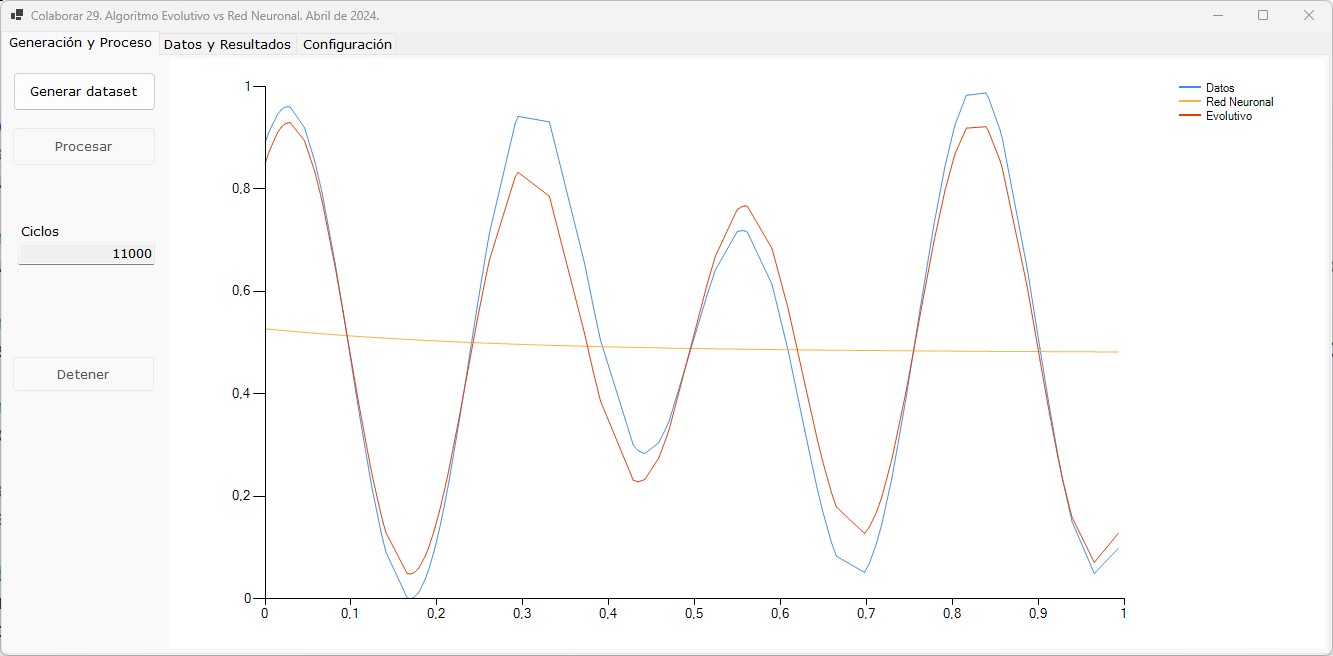 Colaborar 29. Algoritmo Evolutivo vs Red Neuronal. Abril de 2024.
Generación y Proceso
Datos y Resultados
Configuración
Generar dataset
Procesar
Ciclos
11000
Detener
1
0,8
0,6
0,4
0,2
0
0
0,1
0,2
0,3
0,4
0,5
0,6
0,7
0,8
0,9
1
Datos
Red Neuronal
Evolutivo